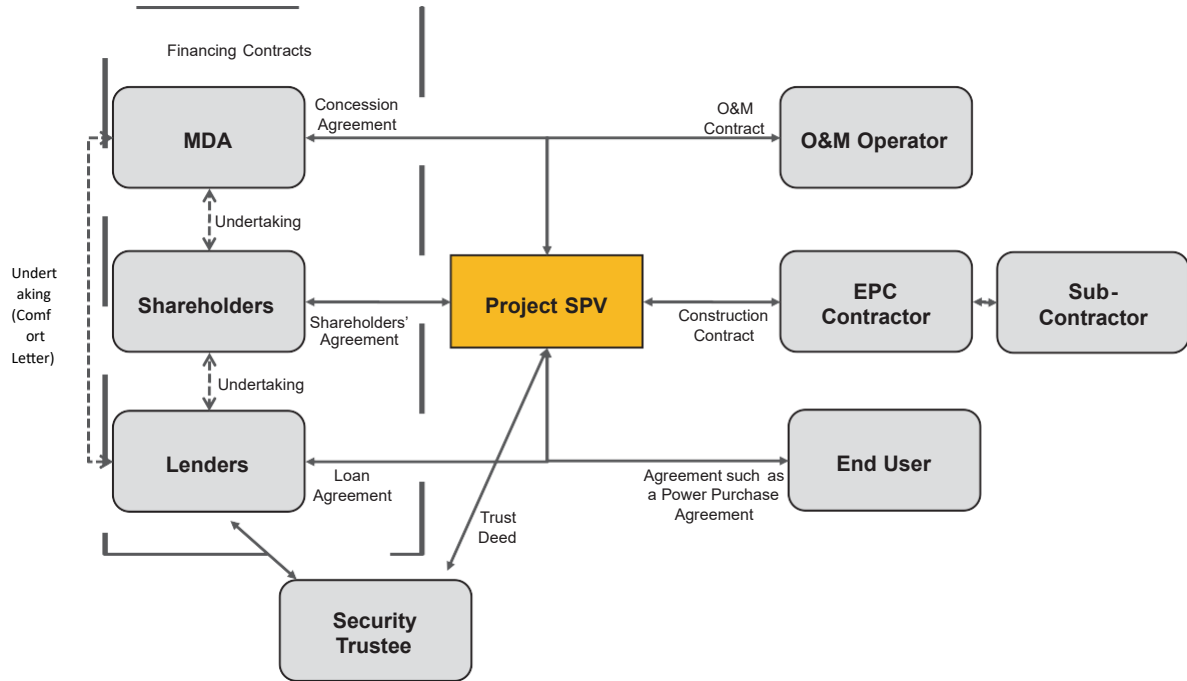 Financing Contracts
MDA
Concession
Agreement
O&M
Contract
O&M Operator
Undertaking
Undert
aking
(Comf
ort
Letter)
Shareholders
Shareholders’
Agreement
Project SPV
Construction
Contract
EPC
Contractor
Sub-
Contractor
Undertaking
Lenders
Loan
Agreement
Trust
Deed
Agreement such as
a Power Purchase
Agreement
End User
Security
Trustee